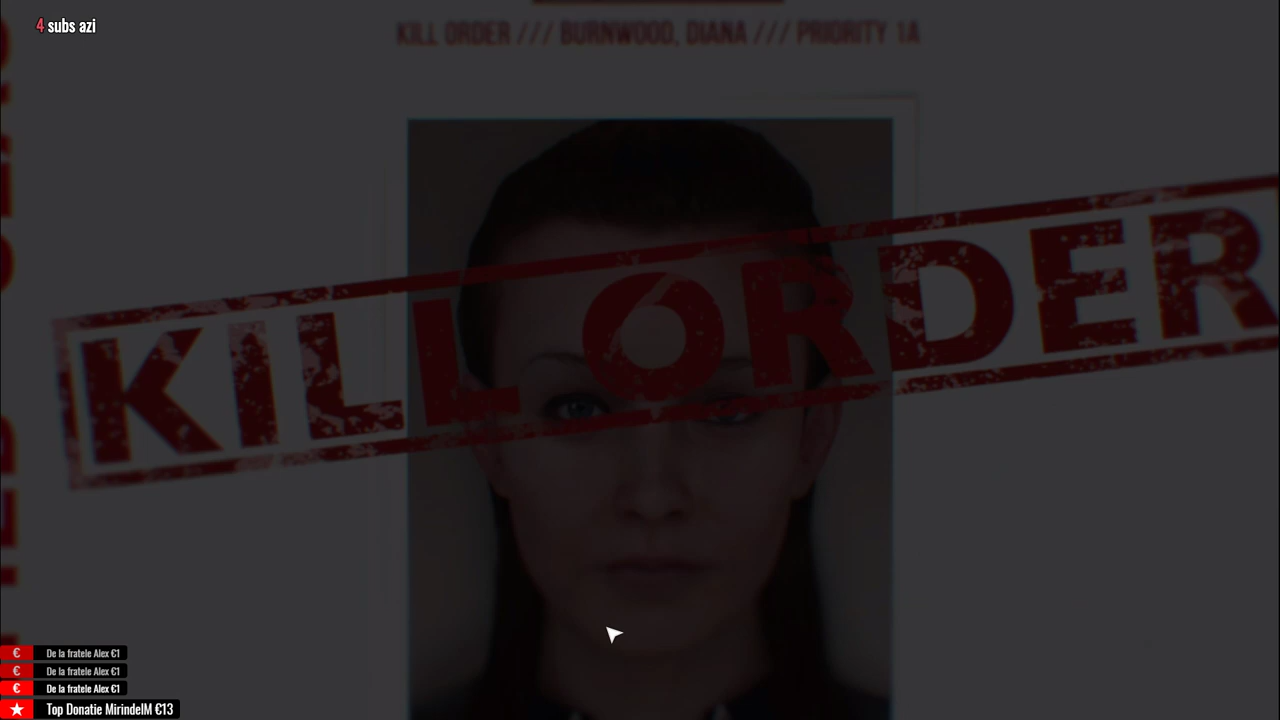 4 subs azi
KILL ORDER /// BURNWOOD, DIANA /// PRIORITY 1A
KILL ORDER
€ De la fratele Alex €1
€ De la fratele Alex €1
€ De la fratele Alex €1
Top Donatie MirindelM €13